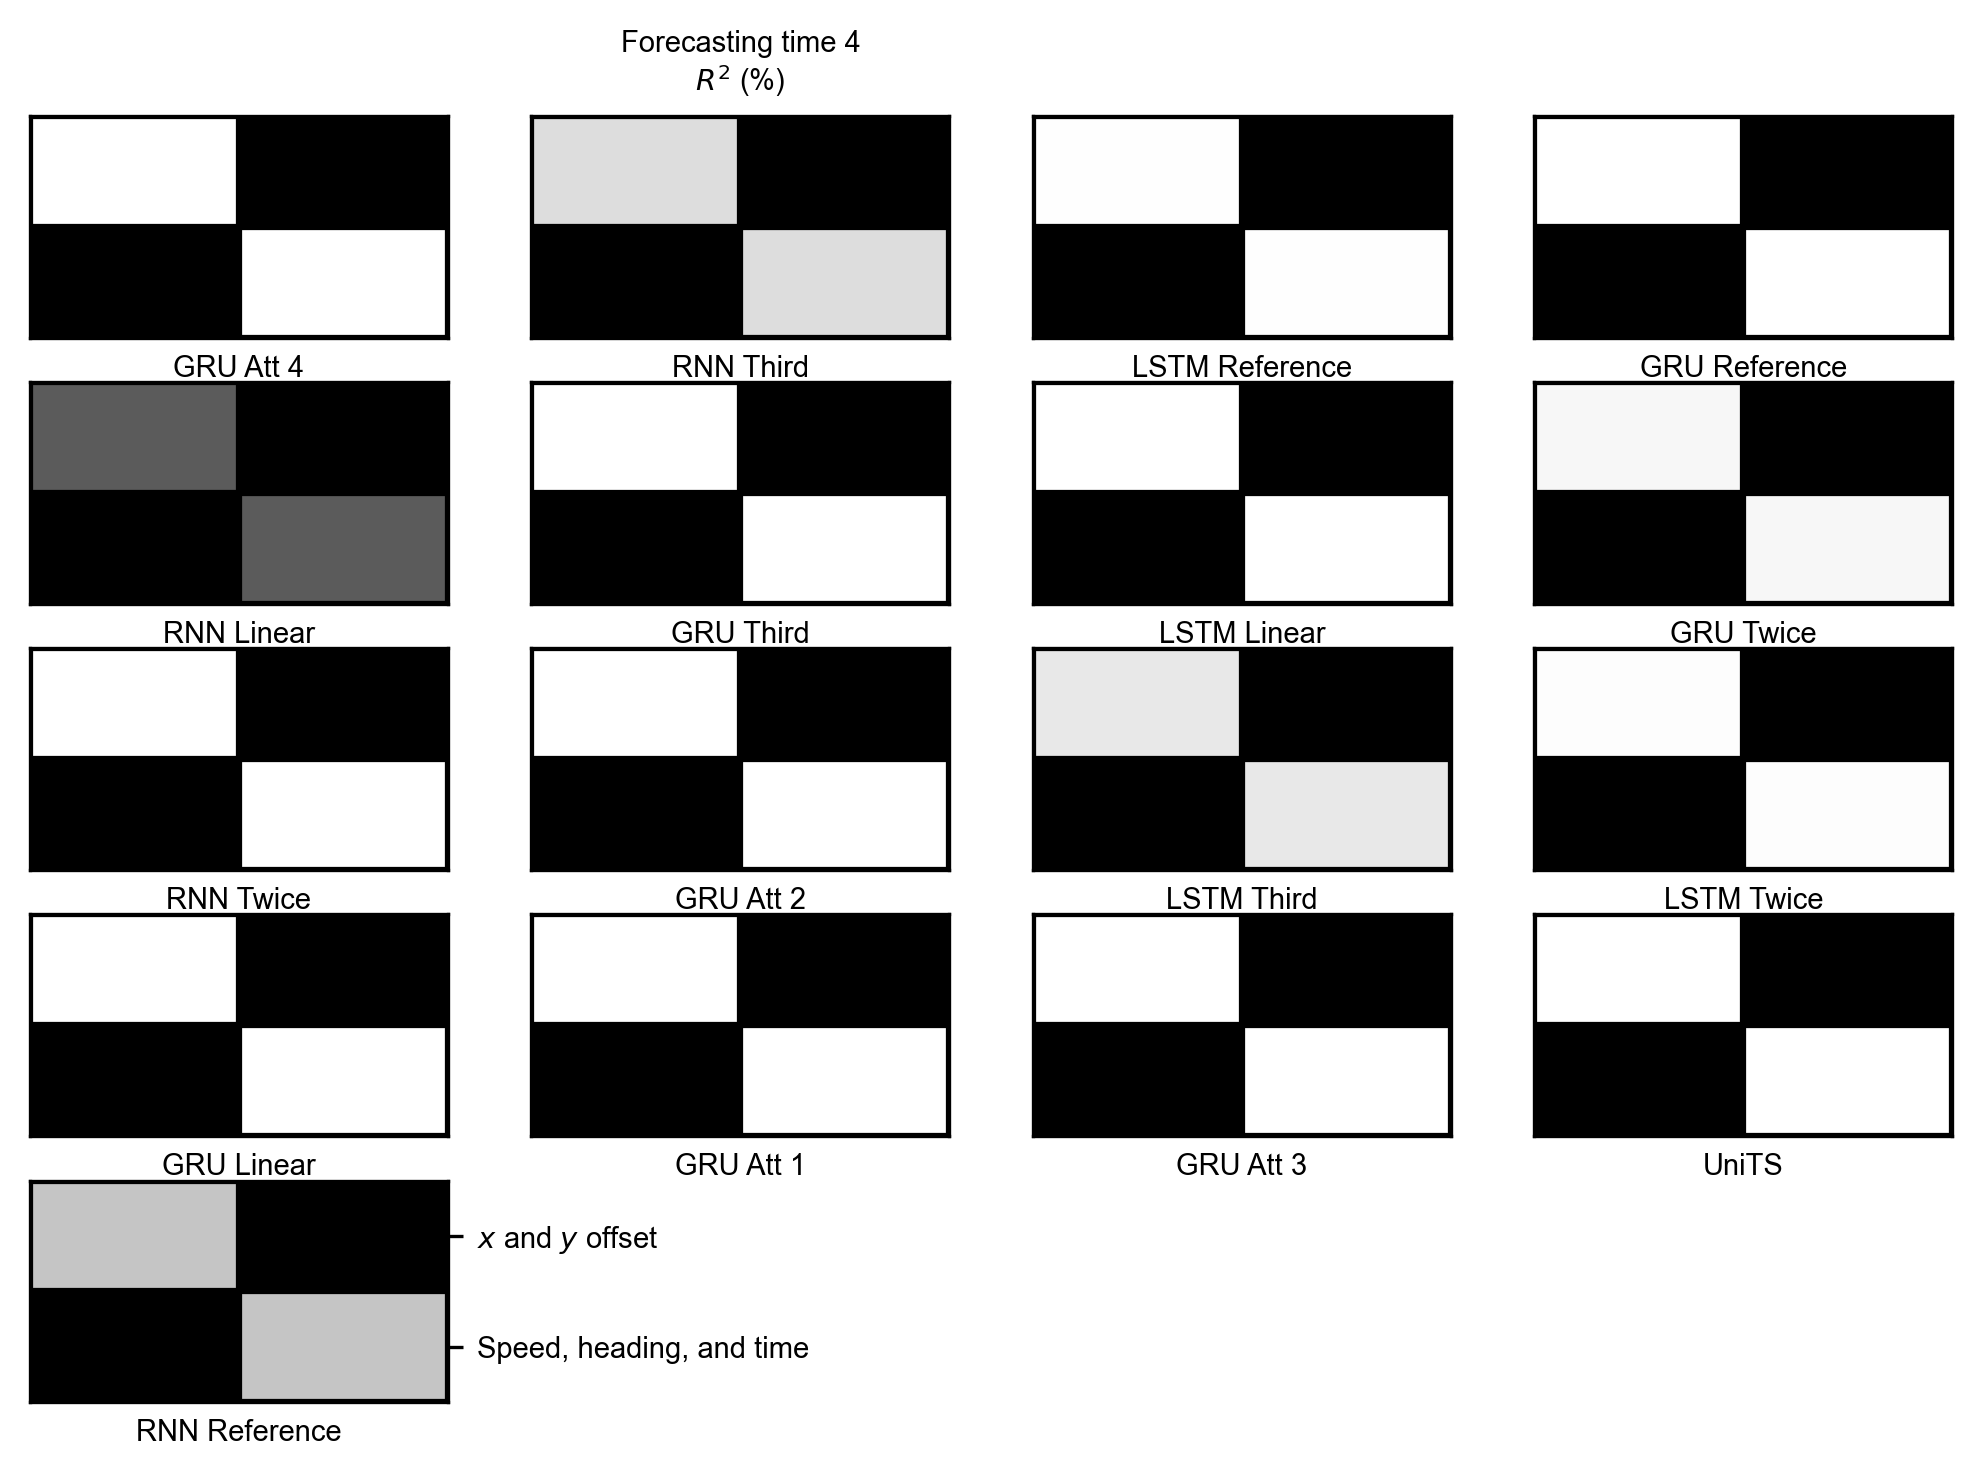 Forecasting time 4
R² (%)
GRU Att 4
RNN Third
LSTM Reference
GRU Reference
RNN Linear
GRU Third
LSTM Linear
GRU Twice
RNN Twice
GRU Att 2
LSTM Third
LSTM Twice
GRU Linear
GRU Att 1
GRU Att 3
UniTS
x and y offset
Speed, heading, and time
RNN Reference